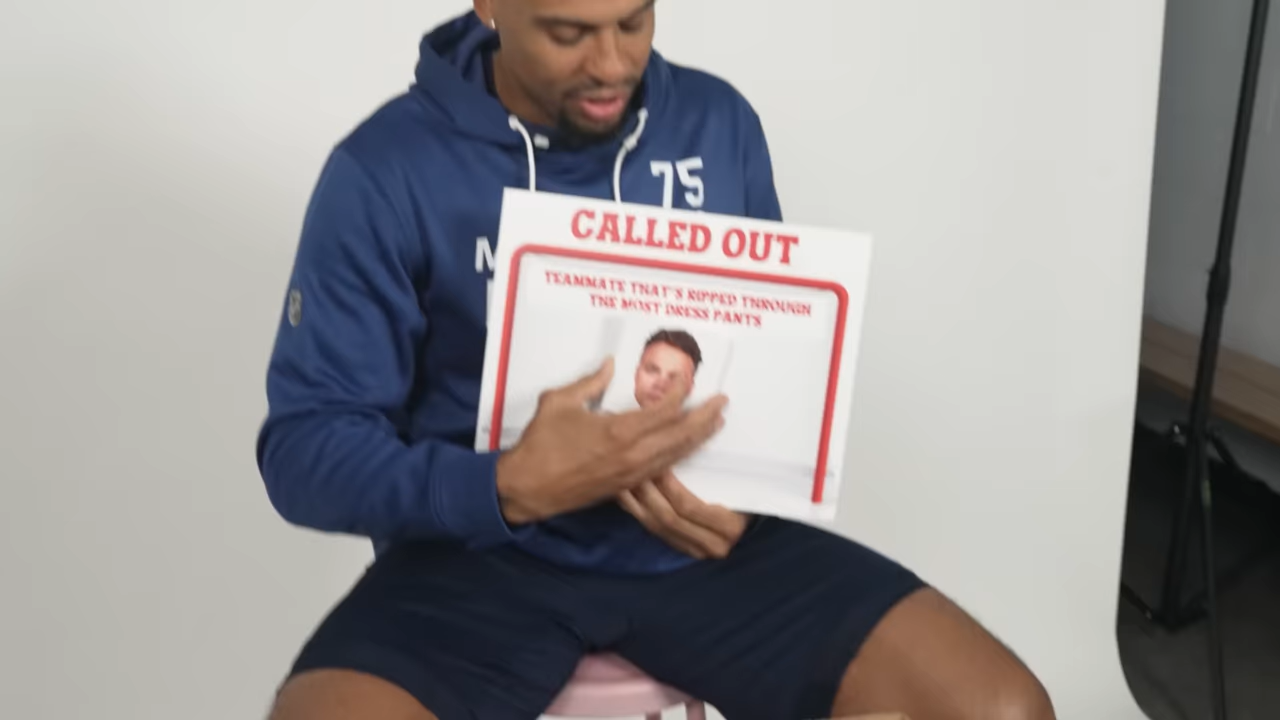 75
M
CALLED OUT
TEAMMATE THAT'S RIPPED THROUGH
THE MOST DRESS PANTS